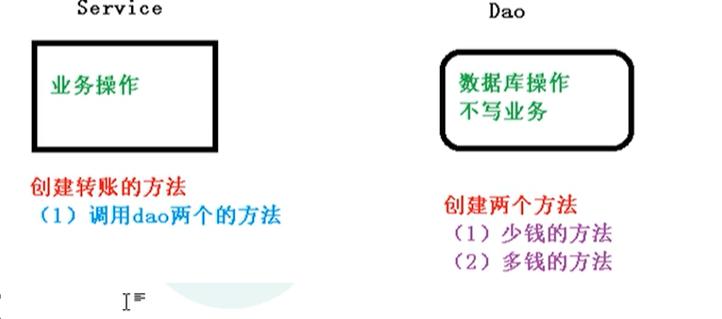 Service
业务操作
创建转账的方法
（1）调用dao两个的方法
Dao
数据库操作
不写业务
创建两个方法
（1）少钱的方法
（2）多钱的方法